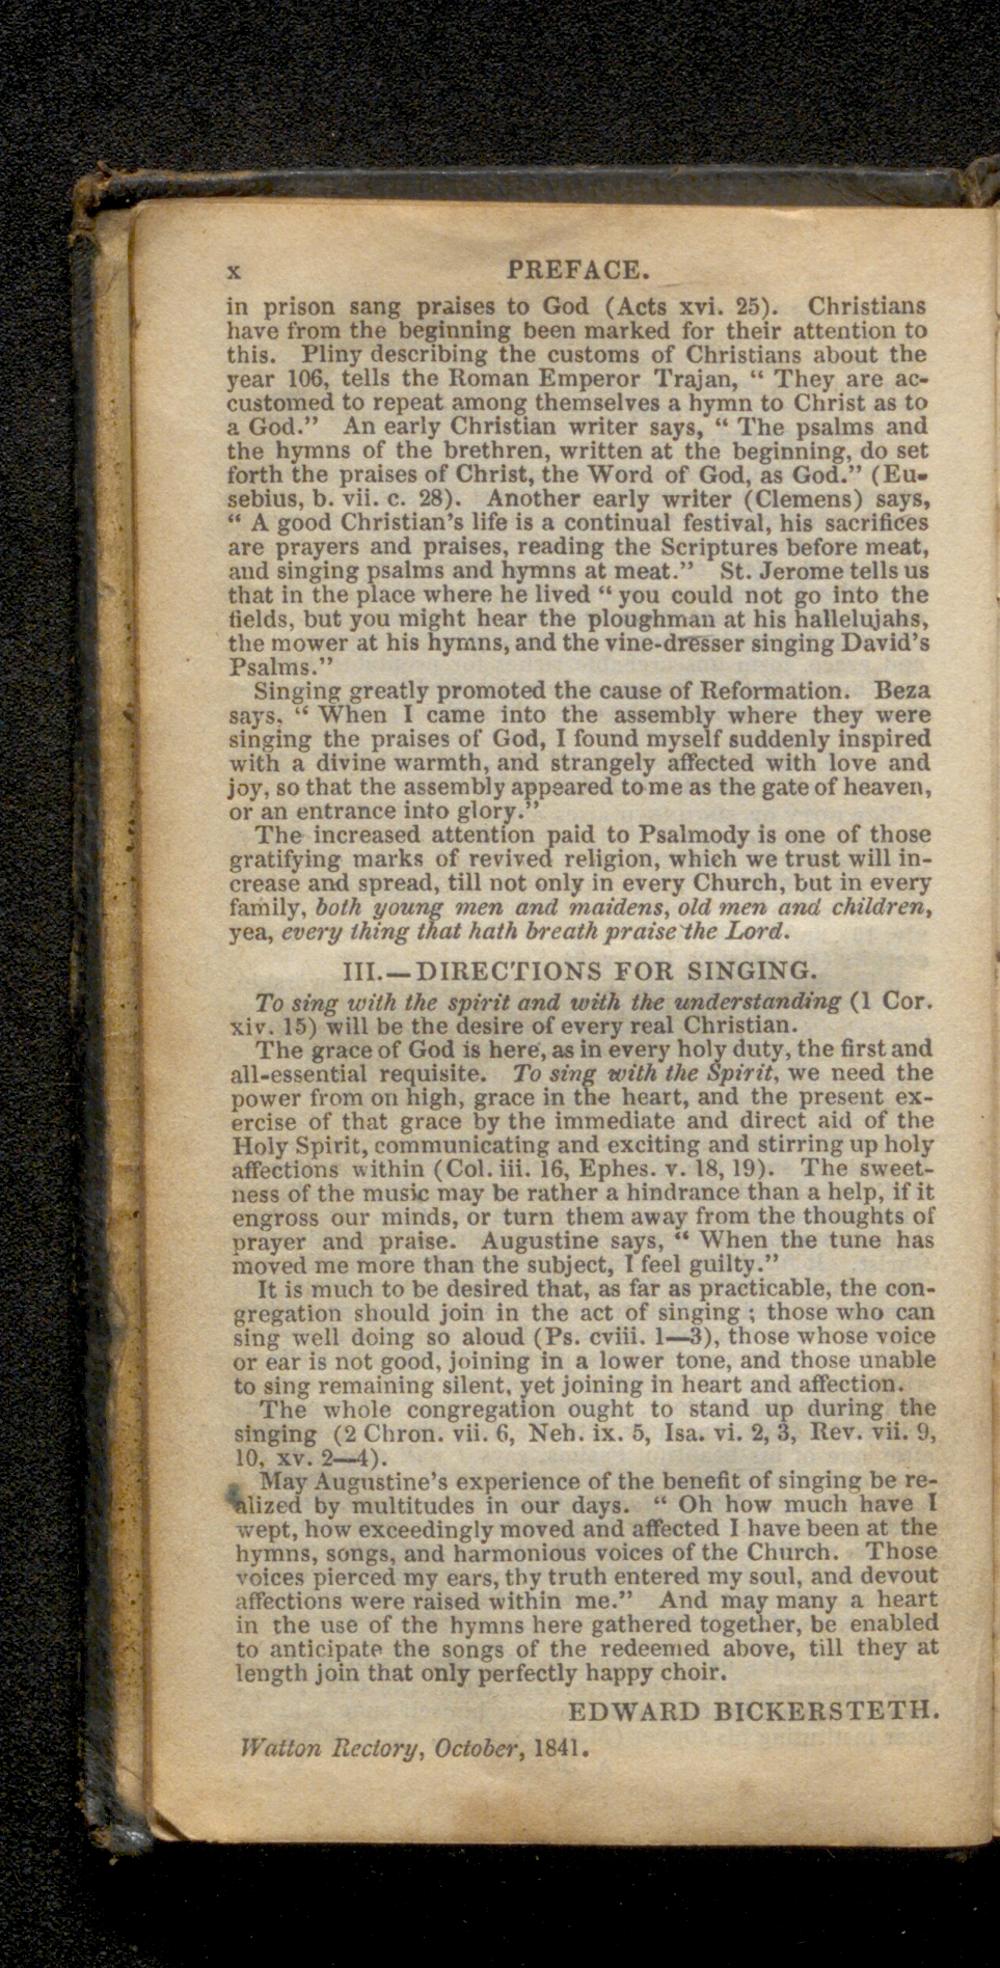 x PREFACE.
in prison sang praises to God (Acts xvi. 25). Christians
have from the beginning been marked for their attention to
this. Pliny describing the customs of Christians about the
year 106, tells the Roman Emperor Trajan, “ They are ac-
customed to repeat among themselves a hymn to Christ as to
a God.” An early Christian writer says, “ The psalms and
the hymns of the brethren, written at the beginning, do set
forth the praises of Christ, the Word of God, as God.” (Eu-
sebius, b. vii. c. 28). Another early writer (Clemens) says,
“ A good Christian’s life is a continual festival, his sacrifices
are prayers and praises, reading the Scriptures before meat,
and singing psalms and hymns at meat.” St. Jerome tells us
that in the place where he lived “ you could not go into the
fields, but you might hear the ploughman at his hallelujahs,
the mower at his hymns, and the vine-dresser singing David’s
Psalms.”
Singing greatly promoted the cause of Reformation. Beza
says, “ When I came into the assembly where they were
singing the praises of God, I found myself suddenly inspired
with a divine warmth, and strangely affected with love and
joy, so that the assembly appeared to me as the gate of heaven,
or an entrance into glory.”
The increased attention paid to Psalmody is one of those
gratifying marks of revived religion, which we trust will in-
crease and spread, till not only in every Church, but in every
family, both young men and maidens, old men and children,
yea, every thing that hath breath praise the Lord.
III.—DIRECTIONS FOR SINGING.
To sing with the spirit and with the understanding (1 Cor.
xiv. 15) will be the desire of every real Christian.
The grace of God is here, as in every holy duty, the first and
all-essential requisite. To sing with the Spirit, we need the
power from on high, grace in the heart, and the present ex-
ercise of that grace by the immediate and direct aid of the
Holy Spirit, communicating and exciting and stirring up holy
affections within (Col. iii. 16, Ephes. v. 18, 19). The sweet-
ness of the music may be rather a hindrance than a help, if it
engross our minds, or turn them away from the thoughts of
prayer and praise. Augustine says, “ When the tune has
moved me more than the subject, I feel guilty.”
It is much to be desired that, as far as practicable, the con-
gregation should join in the act of singing ; those who can
sing well doing so aloud (Ps. cviii. 1—3), those whose voice
or ear is not good, joining in a lower tone, and those unable
to sing remaining silent, yet joining in heart and affection.
The whole congregation ought to stand up during the
singing (2 Chron. vii. 6, Neh. ix. 5, Isa. vi. 2, 3, Rev. vii. 9,
10, xv. 2—4).
May Augustine’s experience of the benefit of singing be re-
alized by multitudes in our days. “ Oh how much have I
wept, how exceedingly moved and affected I have been at the
hymns, songs, and harmonious voices of the Church. Those
voices pierced my ears, thy truth entered my soul, and devout
affections were raised within me.” And may many a heart
in the use of the hymns here gathered together, be enabled
to anticipate the songs of the redeemed above, till they at
length join that only perfectly happy choir.
EDWARD BICKERSTETH.
Watton Rectory, October, 1841.